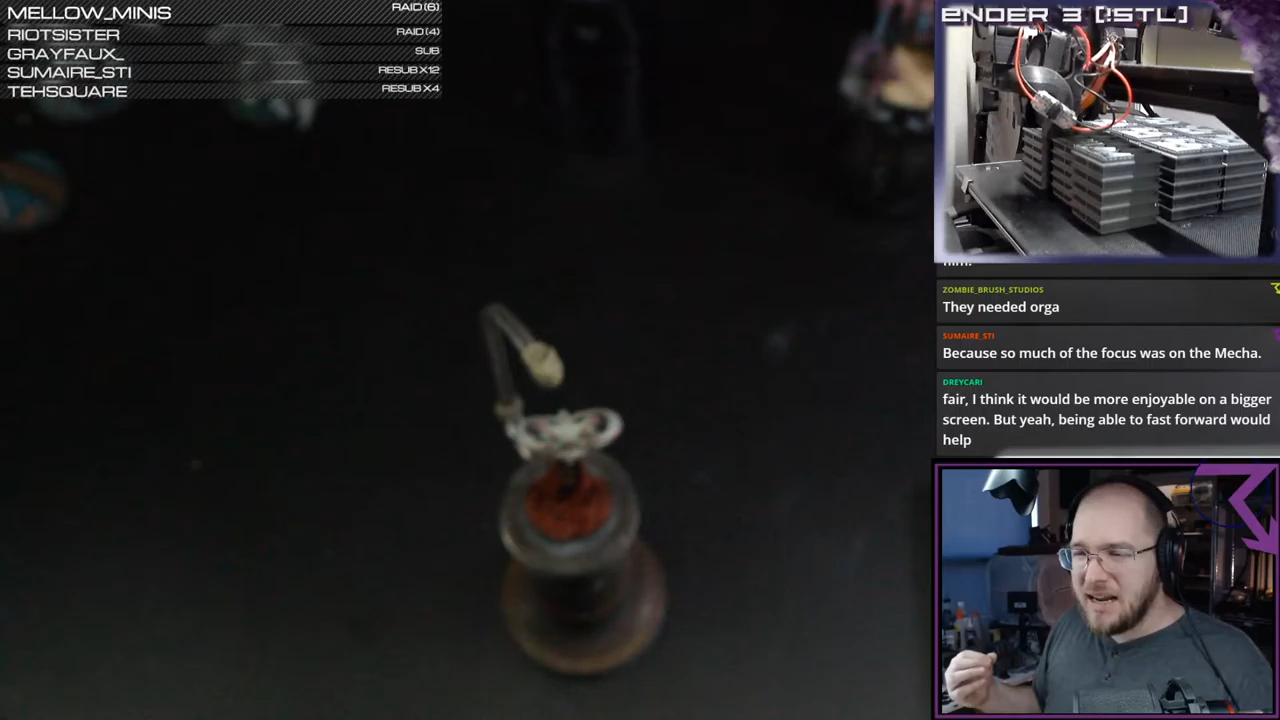 MELLOW_MINIS RAID (6)
RIOTSISTER RAID (4)
GRAYFAUX_ SUB
SUMAIRE_STI RESUB X12
TEHSQUARE RESUB X4
ENDER 3 [!STL]
him.
ZOMBIE_BRUSH_STUDIOS
They needed orga
SUMAIRE_STI
Because so much of the focus was on the Mecha.
DREYCARI
fair, I think it would be more enjoyable on a bigger
screen. But yeah, being able to fast forward would
help